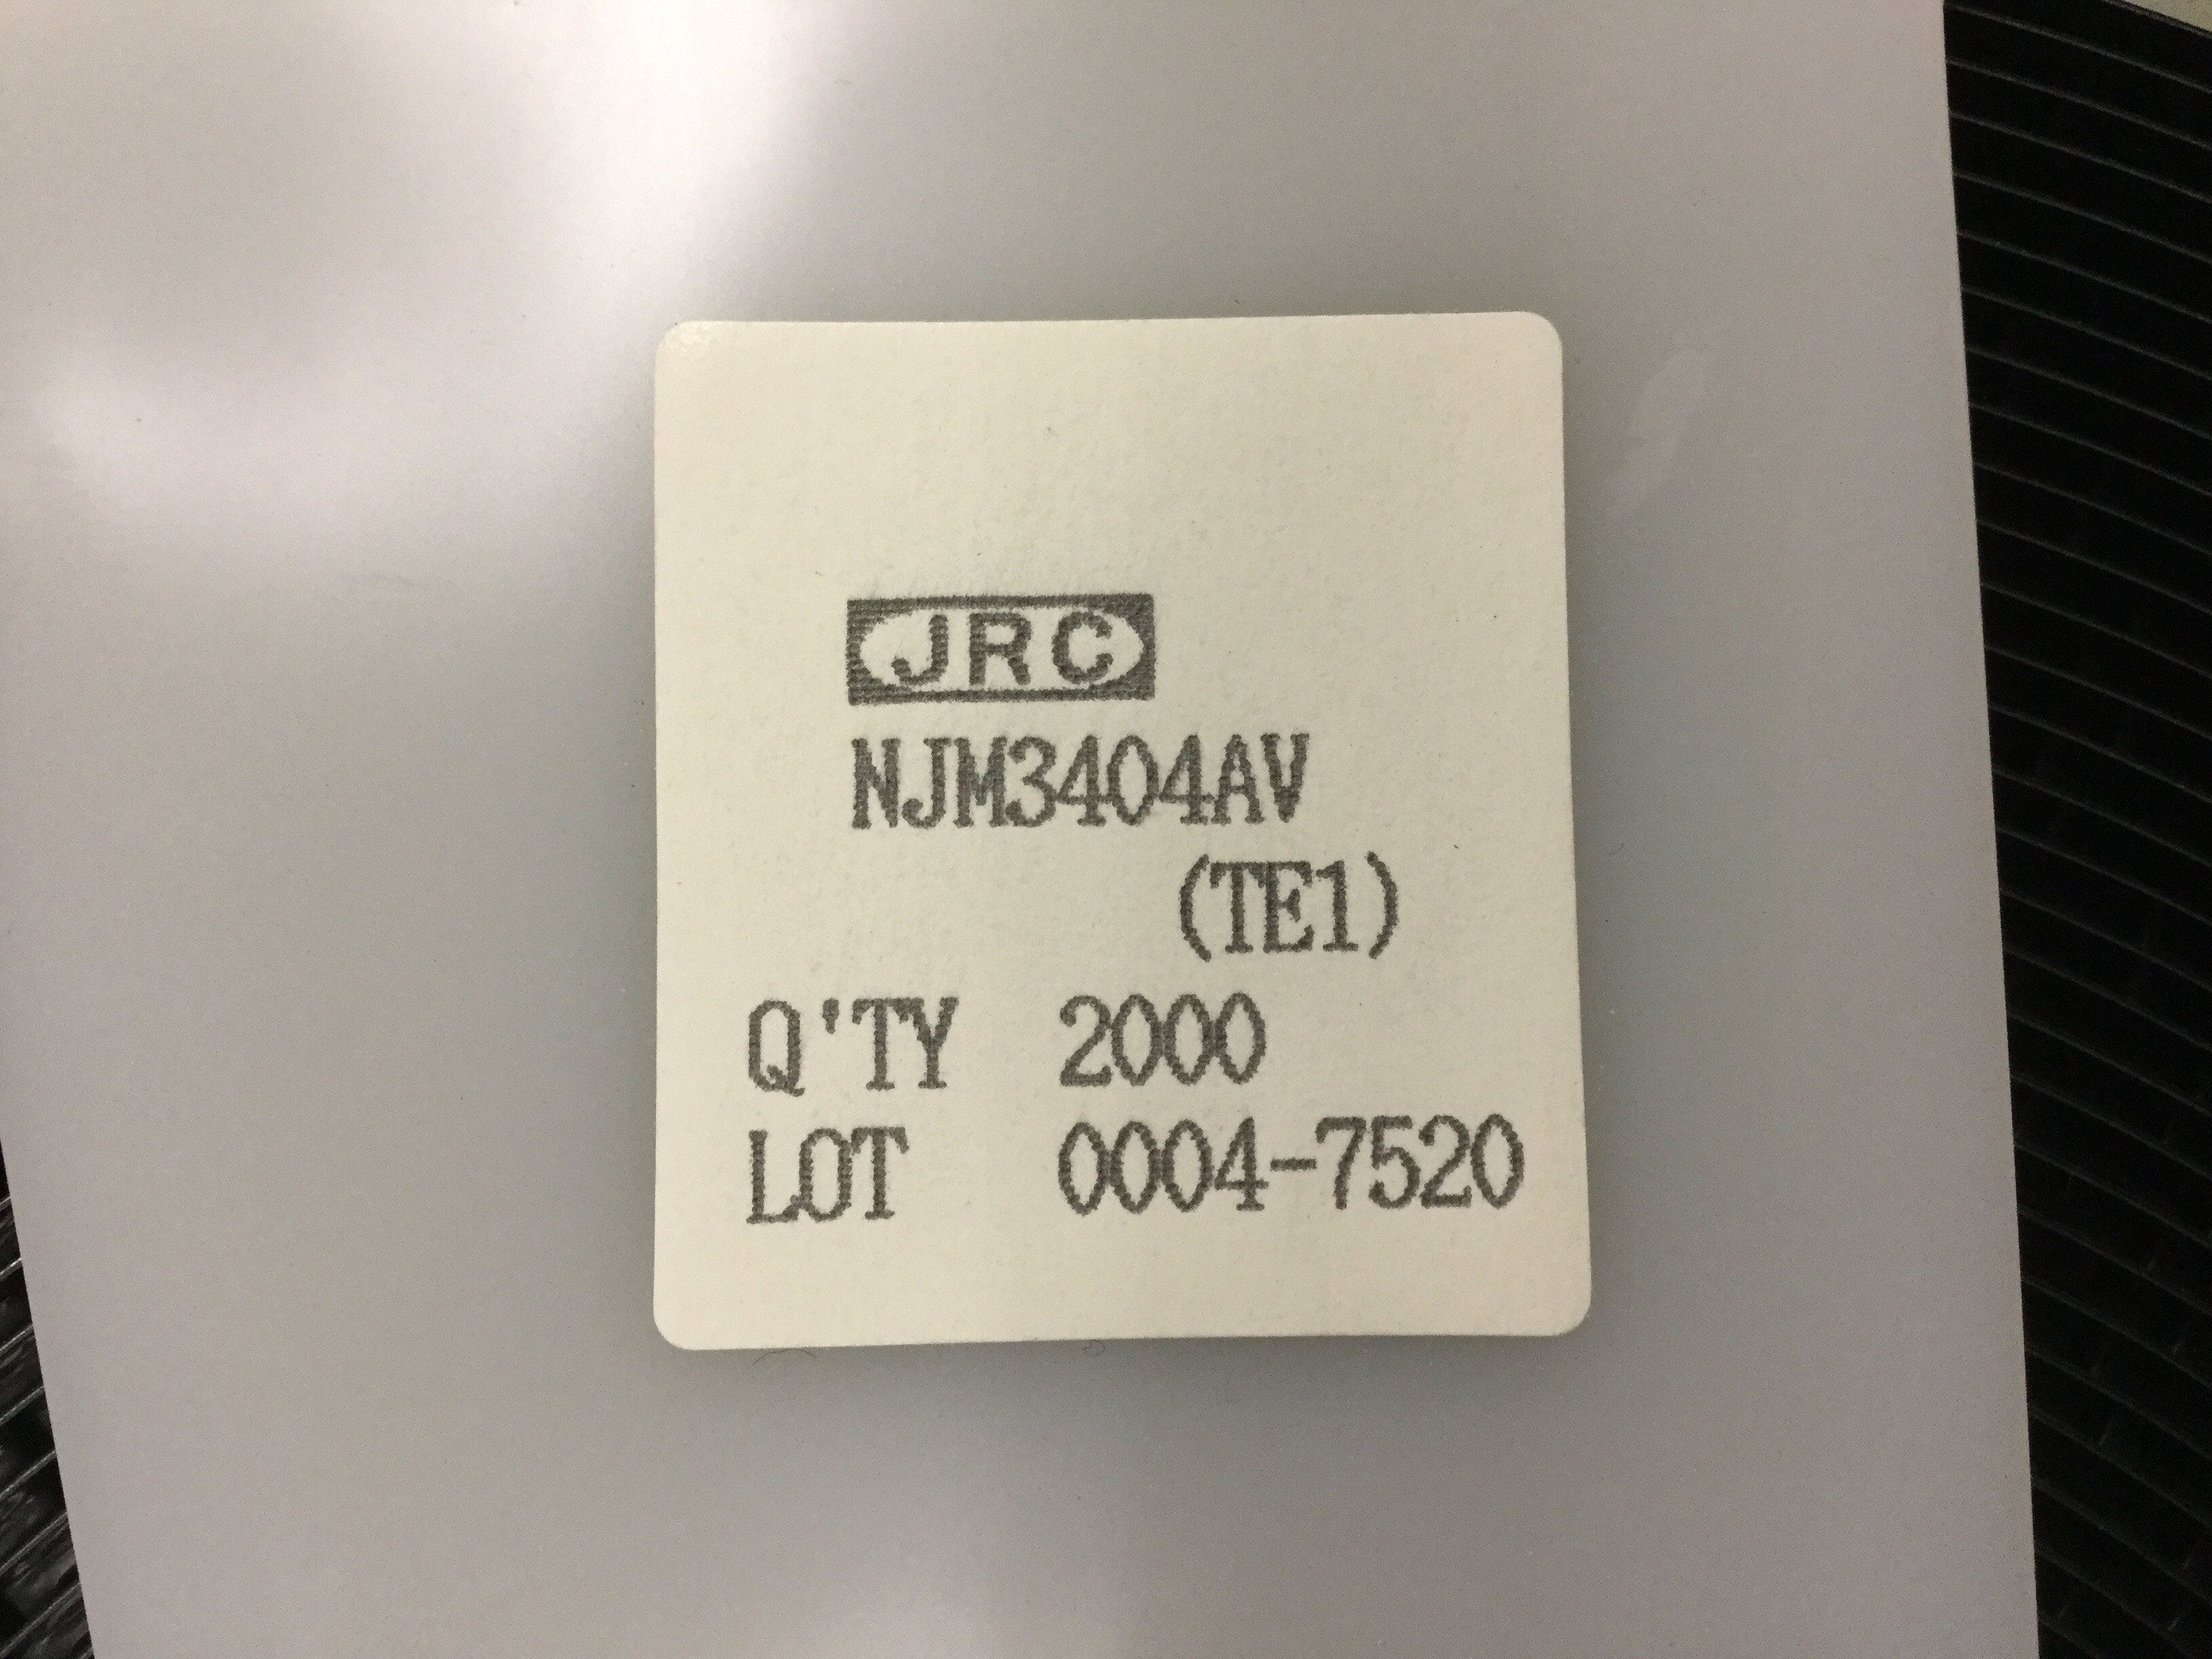 JRC
NJM3404AV
(TE1)
Q'TY 2000
LOT 0004-7520